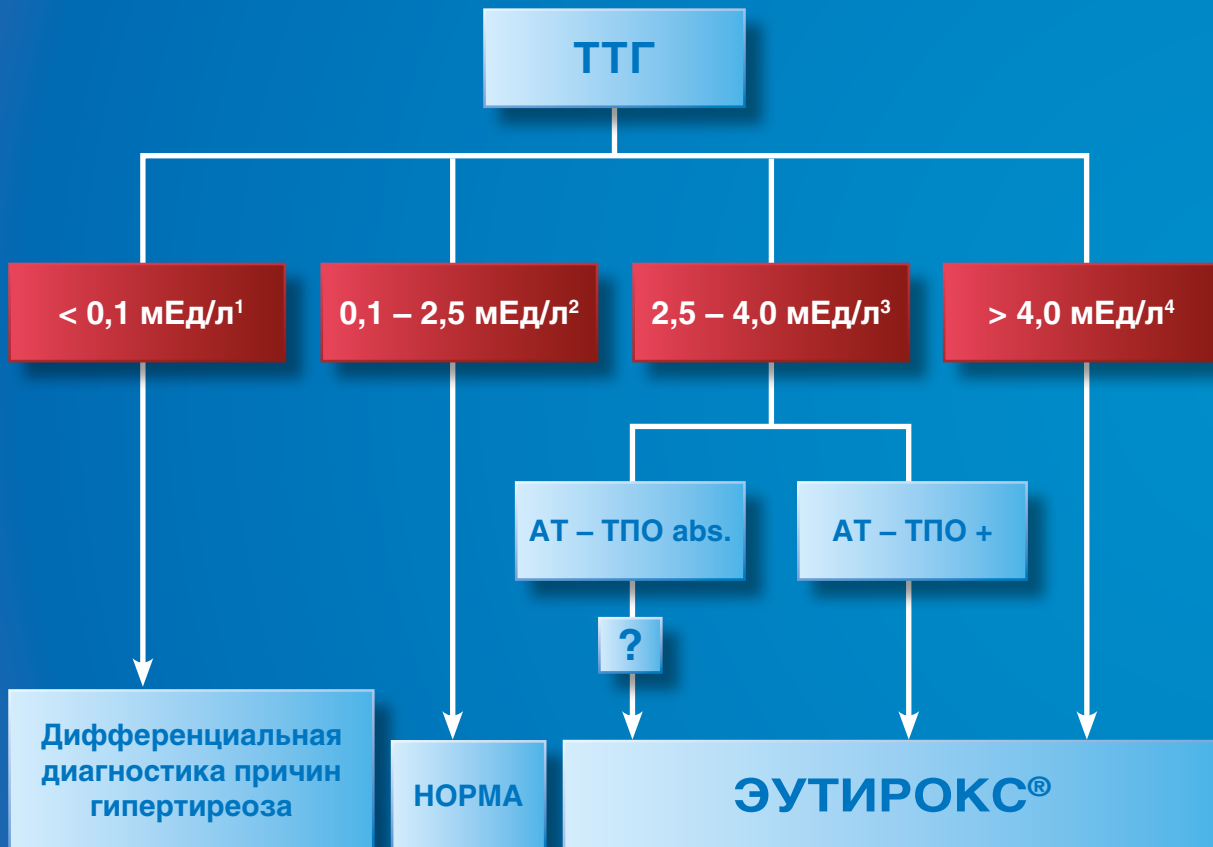 ТТГ
< 0,1 мЕд/л¹
0,1 – 2,5 мЕд/л²
2,5 – 4,0 мЕд/л³
> 4,0 мЕд/л⁴
АТ – ТПО abs.
АТ – ТПО +
?
Дифференциальная
диагностика причин
гипертиреоза
НОРМА
ЭУТИРОКС®